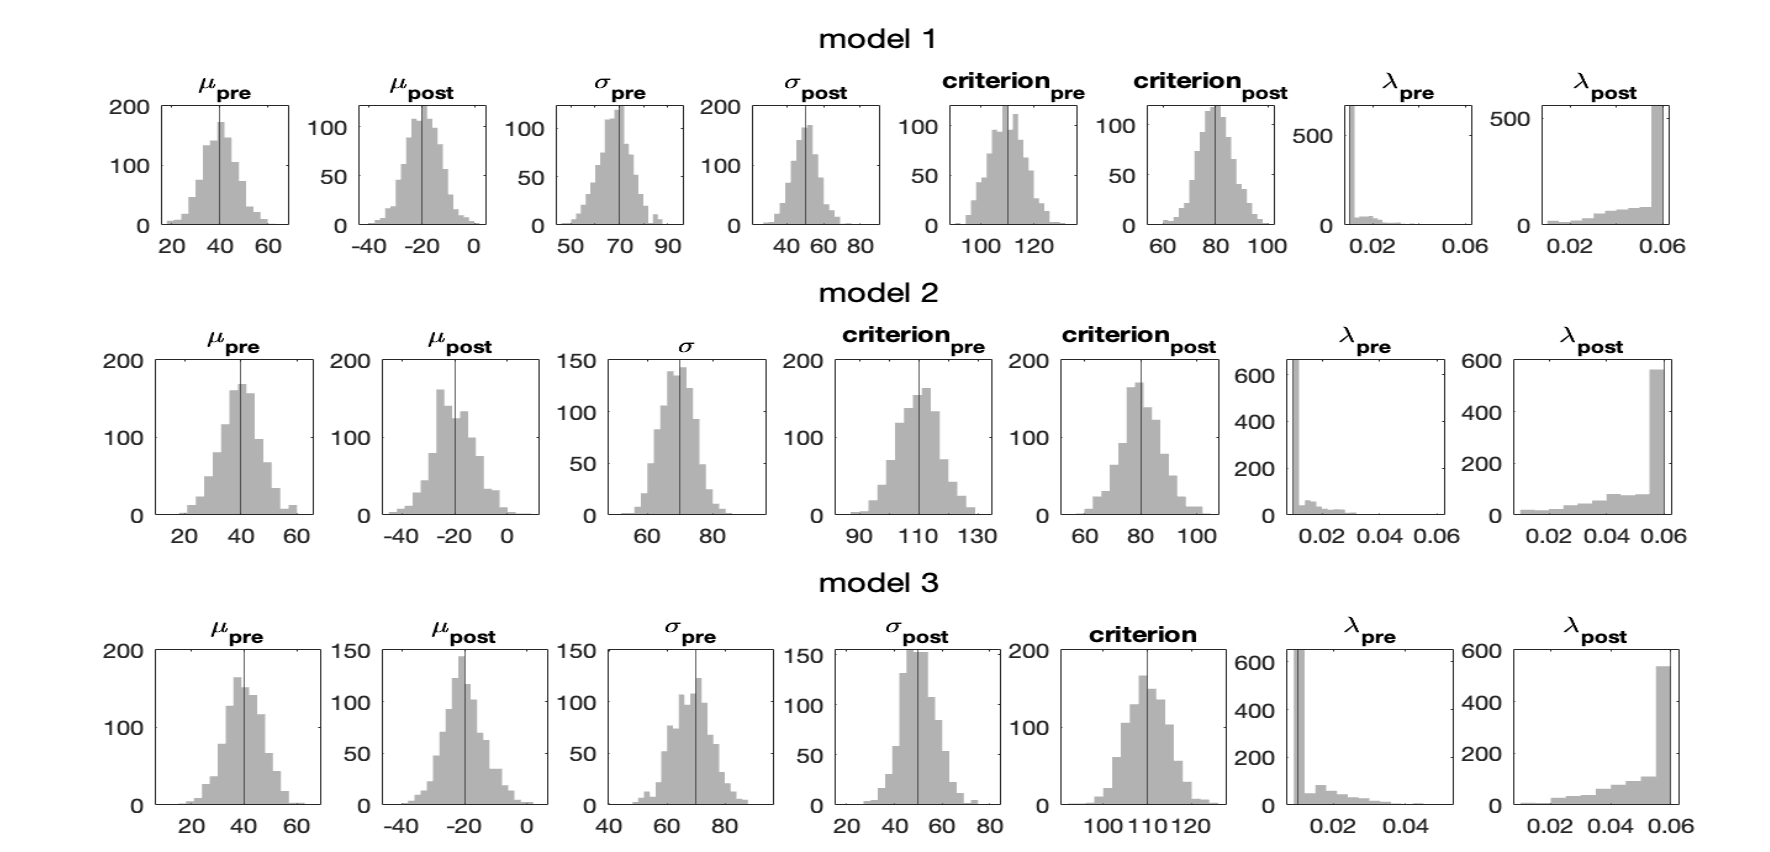 model 1
μpre μpost σpre σpost criterionpre criterionpost λpre λpost
200 100 100 200 100 100 500 500
100 50 50 100 50 50
0 0 0 0 0 0 0 0
20 40 60 -40 -20 0 50 70 90 40 60 80 100 120 60 80 100 0.02 0.06 0.02 0.06
model 2
μpre μpost σ criterionpre criterionpost λpre λpost
200 200 150 200 200 600 600
100 100 100 100 100 400 400
50 200 200
0 0 0 0 0 0 0
20 40 60 -40 -20 0 60 80 90 110 130 60 80 100 0.02 0.04 0.06 0.02 0.04 0.06
model 3
μpre μpost σpre σpost criterion λpre λpost
200 150 150 150 200 600 600
100 100 100 100 100 400 400
50 50 50 200 200
0 0 0 0 0 0 0
20 40 60 -40 -20 0 40 60 80 20 40 60 80 100 110 120 0.02 0.04 0.02 0.04 0.06